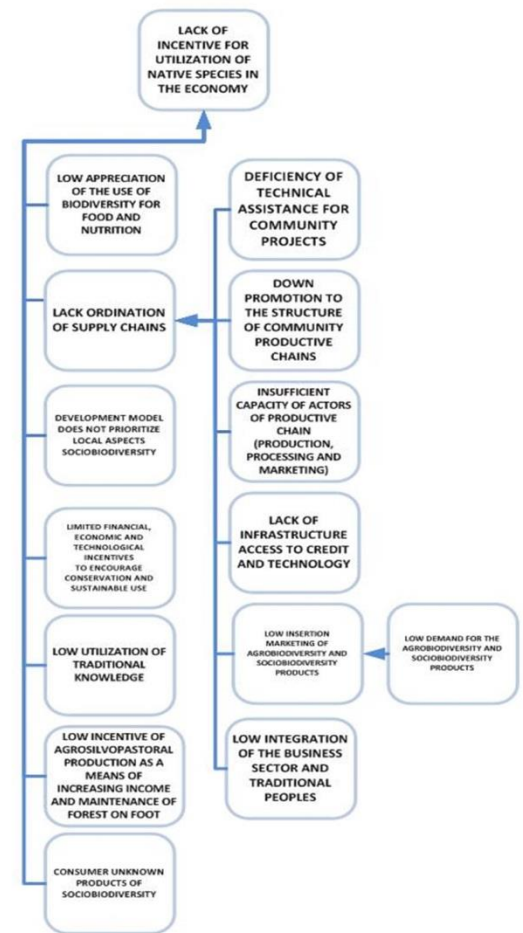 LACK OF
INCENTIVE FOR
UTILIZATION OF
NATIVE SPECIES IN
THE ECONOMY
LOW APPRECIATION
OF THE USE OF
BIODIVERSITY FOR
FOOD AND
NUTRITION
LACK ORDINATION
OF SUPPLY CHAINS
DEVELOPMENT MODEL
DOES NOT PRIORITIZE
LOCAL ASPECTS
SOCIOBIODIVERSITY
LIMITED FINANCIAL,
ECONOMIC AND
TECHNOLOGICAL
INCENTIVES
TO ENCOURAGE
CONSERVATION AND
SUSTAINABLE USE
LOW UTILIZATION OF
TRADITIONAL
KNOWLEDGE
LOW INCENTIVE OF
AGROSILVOPASTORAL
PRODUCTION AS A
MEANS OF
INCREASING INCOME
AND MAINTENANCE OF
FOREST ON FOOT
CONSUMER UNKNOWN
PRODUCTS OF
SOCIOBIODIVERSITY
DEFICIENCY OF
TECHNICAL
ASSISTANCE FOR
COMMUNITY
PROJECTS
DOWN
PROMOTION TO
THE STRUCTURE
OF COMMUNITY
PRODUCTIVE
CHAINS
INSUFFICIENT
CAPACITY OF ACTORS
OF PRODUCTIVE
CHAIN
(PRODUCTION,
PROCESSING AND
MARKETING)
LACK OF
INFRASTRUCTURE
ACCESS TO CREDIT
AND TECHNOLOGY
LOW INSERTION
MARKETING OF
AGROBIODIVERSITY AND
SOCIOBIODIVERSITY
PRODUCTS
LOW INTEGRATION
OF THE BUSINESS
SECTOR AND
TRADITIONAL
PEOPLES
LOW DEMAND FOR THE
AGROBIODIVERSITY AND
SOCIOBIODIVERSITY
PRODUCTS